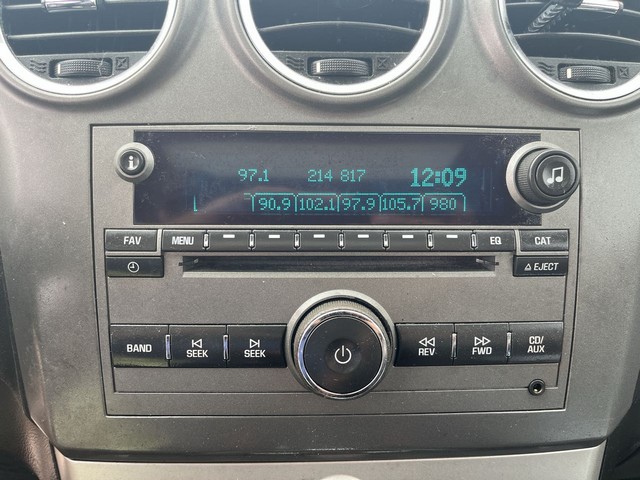 i
97.1 214 817 12:09
90.9 102.1 97.9 105.7 980
FAV MENU EQ CAT
EJECT
BAND SEEK SEEK REV FWD CD/
AUX